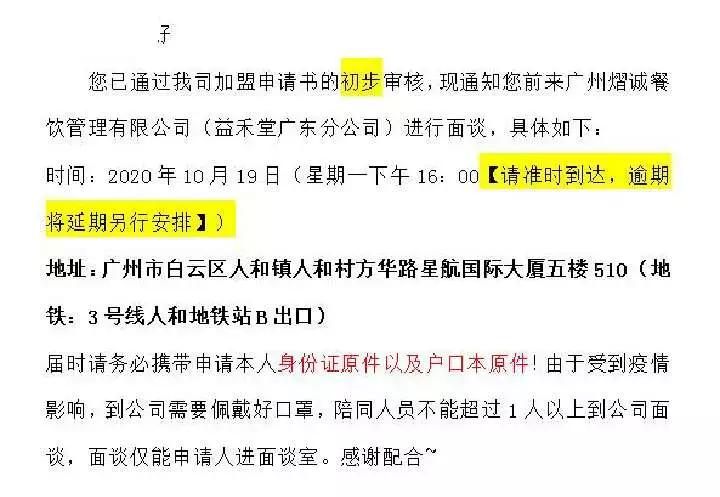 您已通过我司加盟申请书的初步审核，现通知您前来广州熠诚餐
饮管理有限公司（益禾堂广东分公司）进行面谈，具体如下：
时间：2020 年 10 月 19 日（星期一下午 16：00【请准时到达，逾期
将延期另行安排】）
地址：广州市白云区人和镇人和村方华路星航国际大厦五楼 510（地
铁：3 号线人和地铁站 B 出口）
届时请务必携带申请本人身份证原件以及户口本原件! 由于受到疫情
影响，到公司需要佩戴好口罩，陪同人员不能超过 1 人以上到公司面
谈，面谈仅能申请人进面谈室。感谢配合~